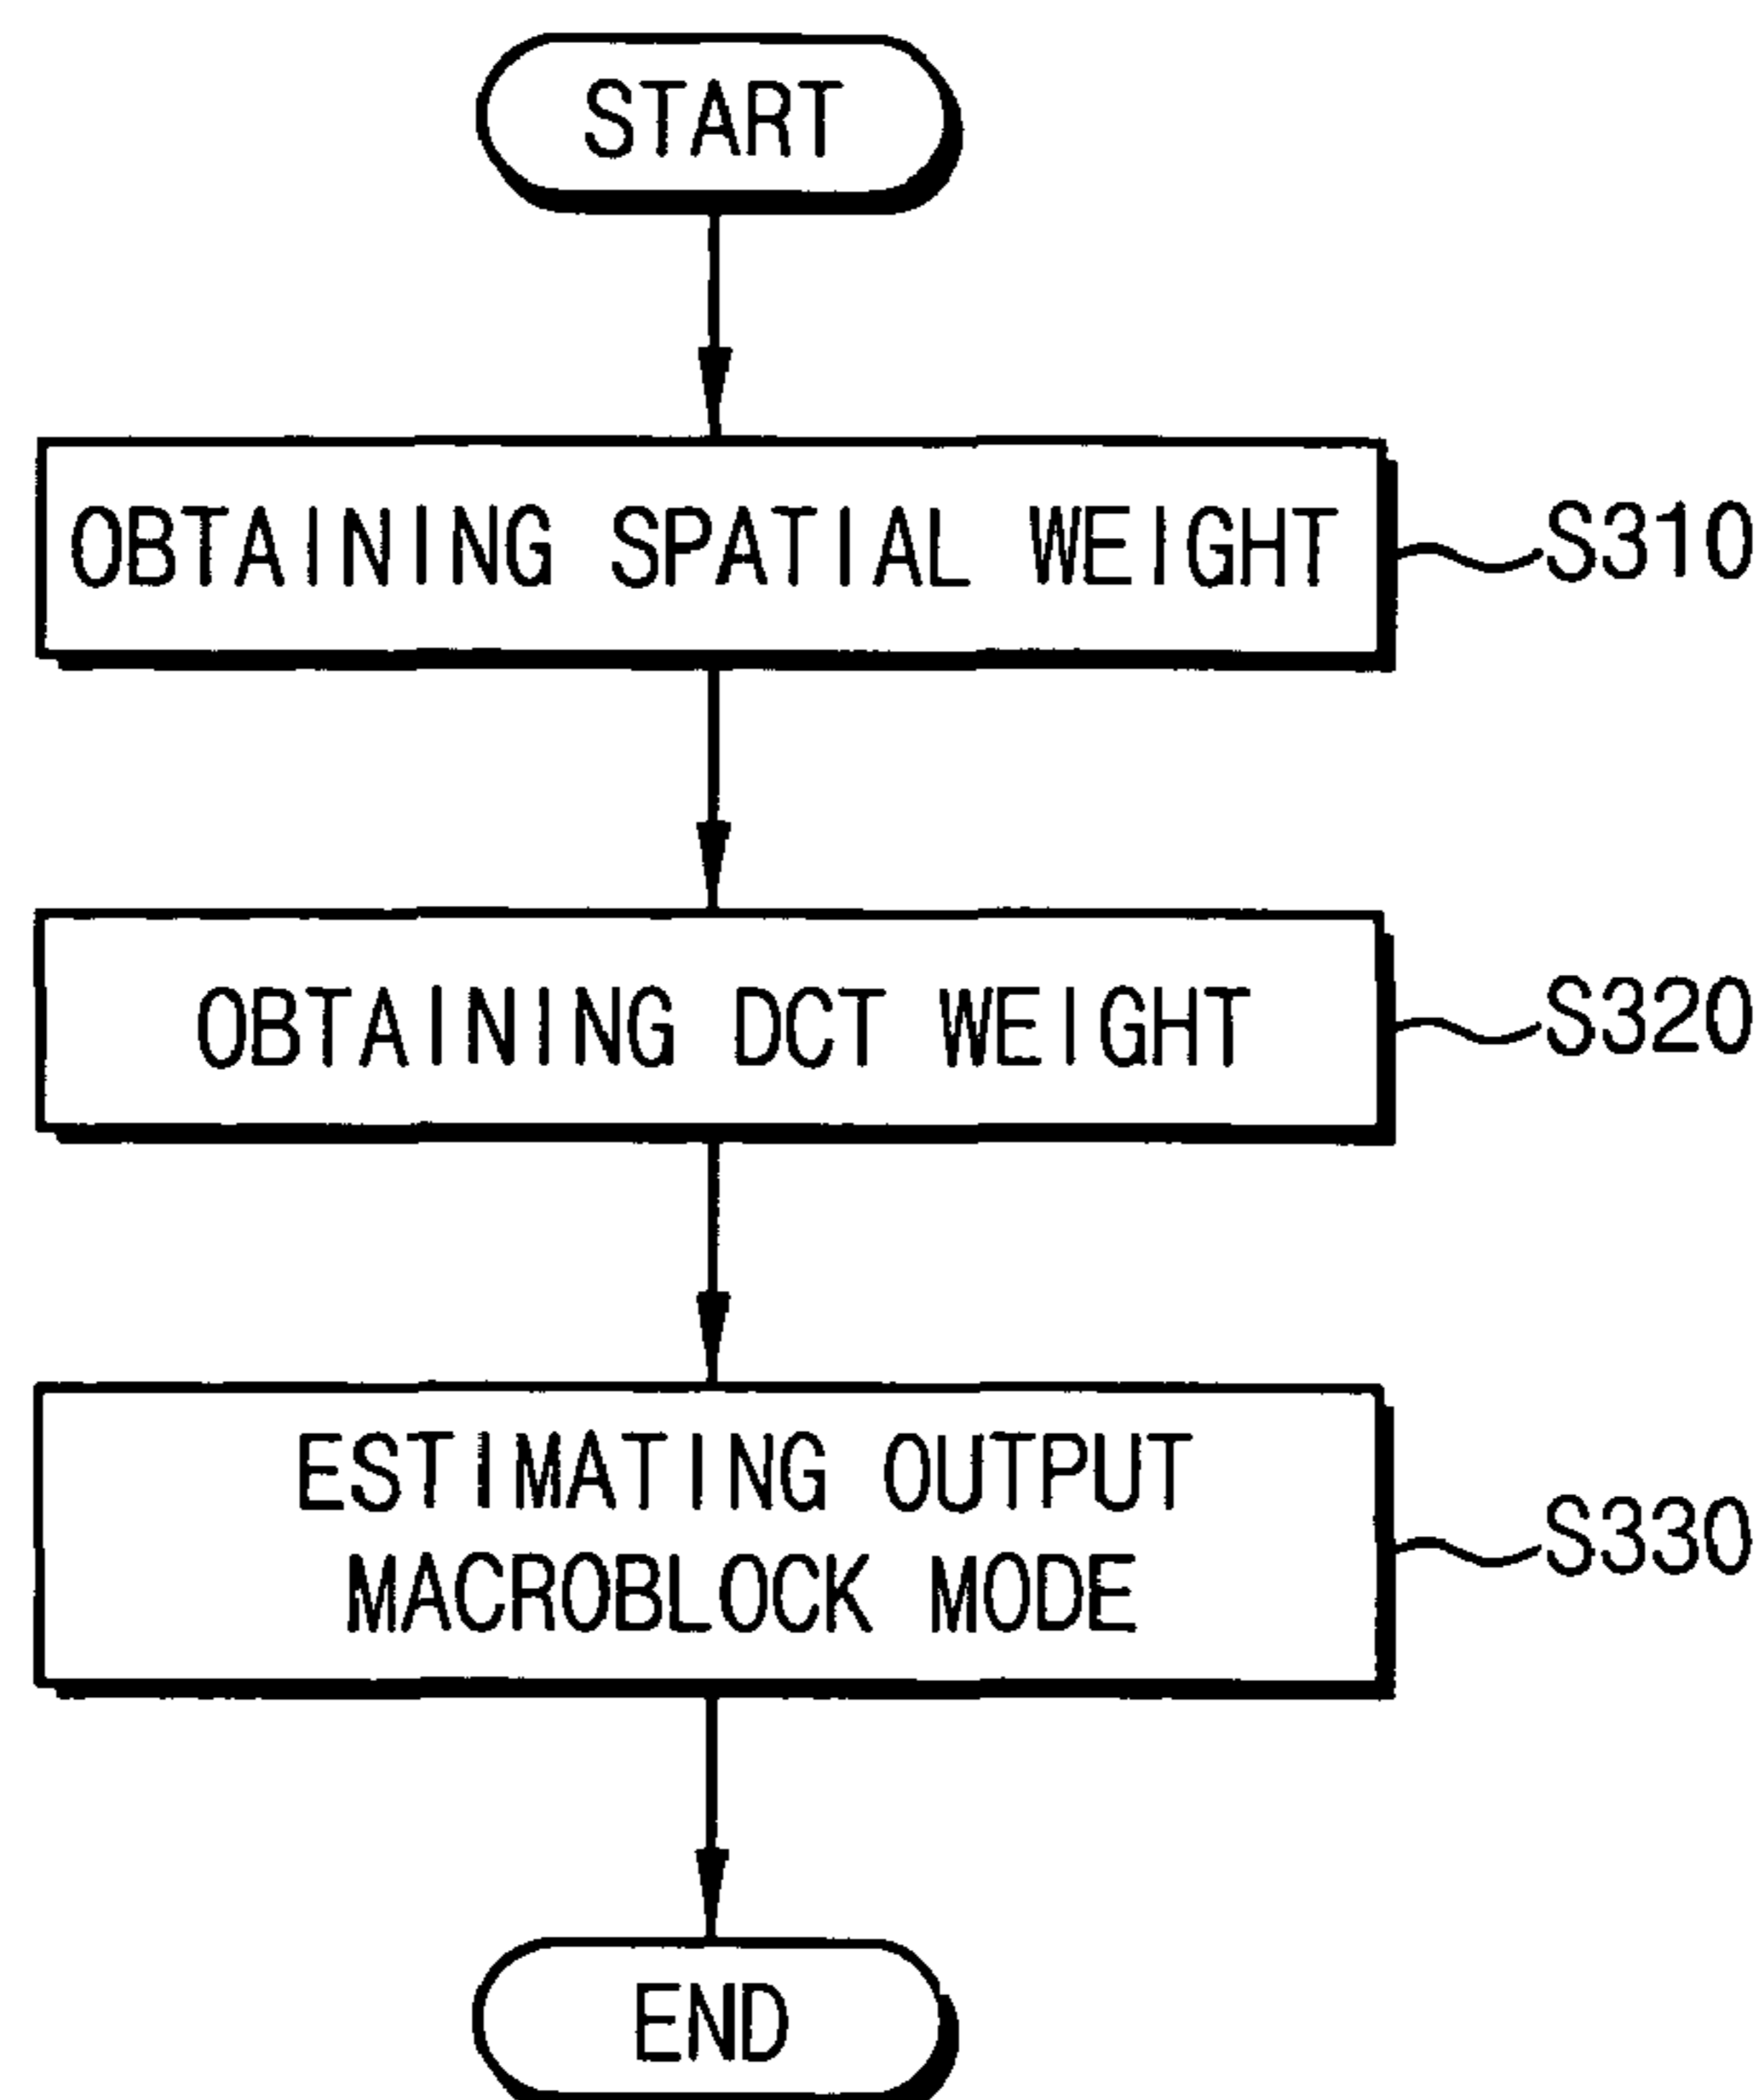 START
OBTAINING SPATIAL WEIGHT
S310
OBTAINING DCT WEIGHT
S320
ESTIMATING OUTPUT
MACROBLOCK MODE
S330
END